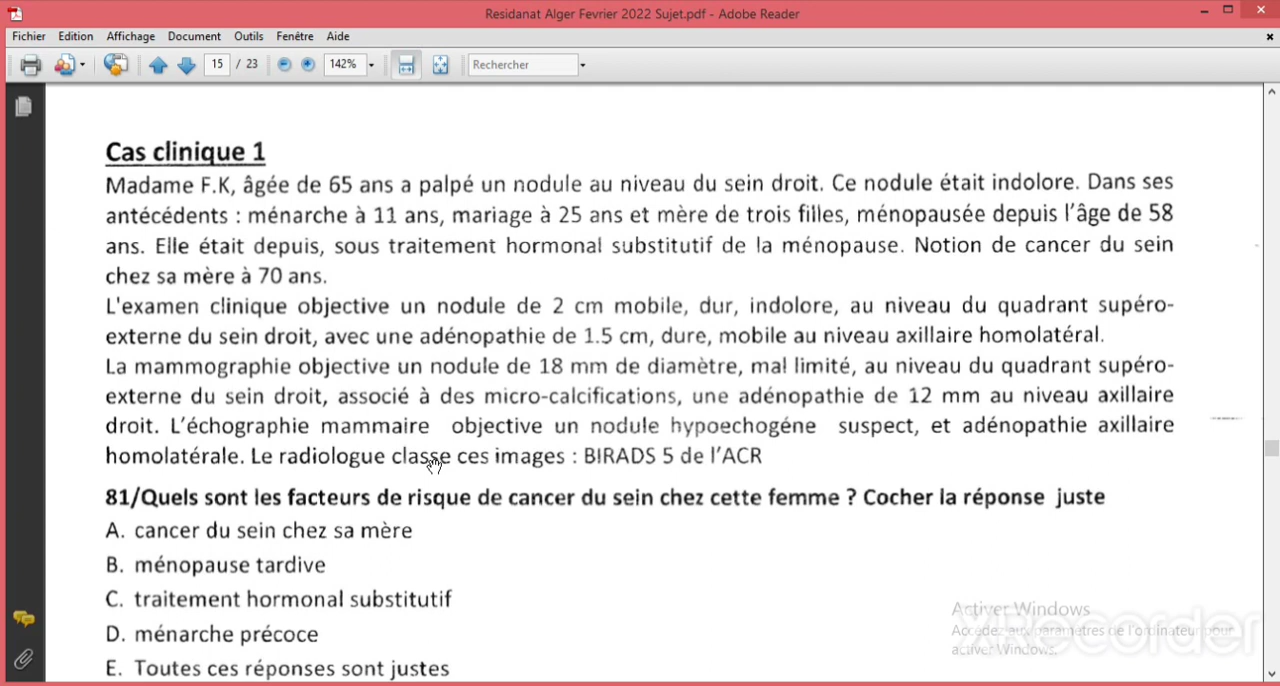 Residanat Alger Fevrier 2022 Sujet.pdf - Adobe Reader
Fichier Edition Affichage Document Outils Fenêtre Aide
15 / 23 142% Rechercher
Cas clinique 1
Madame F.K, âgée de 65 ans a palpé un nodule au niveau du sein droit. Ce nodule était indolore. Dans ses
antécédents : ménarche à 11 ans, mariage à 25 ans et mère de trois filles, ménopausée depuis l'âge de 58
ans. Elle était depuis, sous traitement hormonal substitutif de la ménopause. Notion de cancer du sein
chez sa mère à 70 ans.
L'examen clinique objective un nodule de 2 cm mobile, dur, indolore, au niveau du quadrant supéro-
externe du sein droit, avec une adénopathie de 1.5 cm, dure, mobile au niveau axillaire homolatéral.
La mammographie objective un nodule de 18 mm de diamètre, mal limité, au niveau du quadrant supéro-
externe du sein droit, associé à des micro-calcifications, une adénopathie de 12 mm au niveau axillaire
droit. L'échographie mammaire objective un nodule hypoechogéne suspect, et adénopathie axillaire
homolatérale. Le radiologue classe ces images : BIRADS 5 de l'ACR
81/Quels sont les facteurs de risque de cancer du sein chez cette femme ? Cocher la réponse juste
A. cancer du sein chez sa mère
B. ménopause tardive
C. traitement hormonal substitutif
D. ménarche précoce
E. Toutes ces réponses sont justes
Activer Windows
Accédez aux paramètres de l'ordinateur pour
activer Windows.
XRecorder